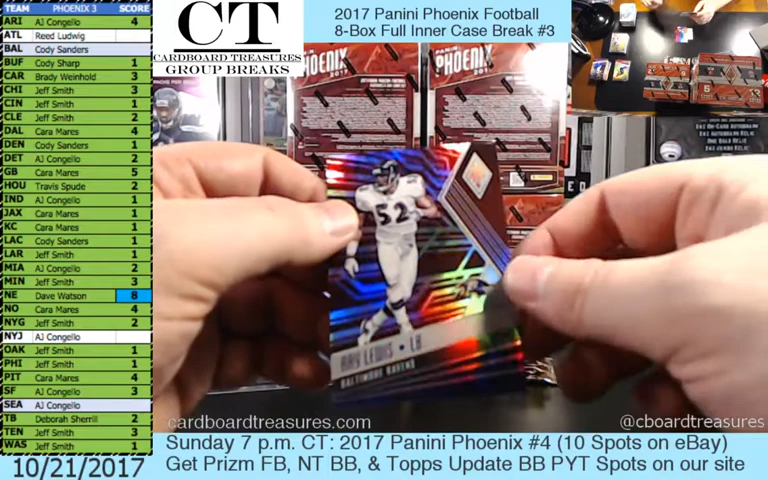 TEAM PHOENIX 3 SCORE
ARI AJ Congello 4
ATL Reed Ludwig
BAL Cody Sanders
BUF Cody Sharp 1
CAR Brady Weinhold 3
CHI Jeff Smith 3
CIN Jeff Smith 1
CLE Jeff Smith 2
DAL Cara Mares 4
DEN Cody Sanders 1
DET AJ Congello 2
GB Cara Mares 5
HOU Travis Spude 2
IND AJ Congello 1
JAX Cara Mares 1
KC Cara Mares 1
LAC Cody Sanders 1
LAR Jeff Smith 1
MIA AJ Congello 2
MIN Jeff Smith 3
NE Dave Watson 8
NO Cara Mares 4
NYG Jeff Smith 2
NYJ AJ Congello
OAK Jeff Smith 1
PHI Jeff Smith 1
PIT Cara Mares 4
SF AJ Congello 3
SEA AJ Congello
TB Deborah Sherrill 2
TEN Jeff Smith 3
WAS Jeff Smith 1
10/21/2017
CT
CARDBOARD TREASURES
GROUP BREAKS
2017 Panini Phoenix Football
8-Box Full Inner Case Break #3
PHOENIX
2017
PANINI
PHOENIX
2017
52
RAY LEWIS • LB
BALTIMORE RAVENS
cardboardtreasures.com
@cboardtreasures
Sunday 7 p.m. CT: 2017 Panini Phoenix #4 (10 Spots on eBay)
Get Prizm FB, NT BB, & Topps Update BB PYT Spots on our site